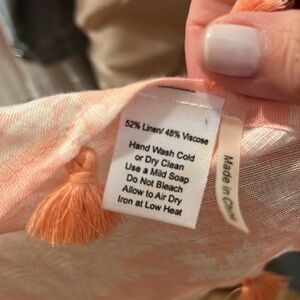 52% Linen/ 48% Viscose
Hand Wash Cold
or Dry Clean
Use a Mild Soap
Do Not Bleach
Allow to Air Dry
Iron at Low Heat
Made in China